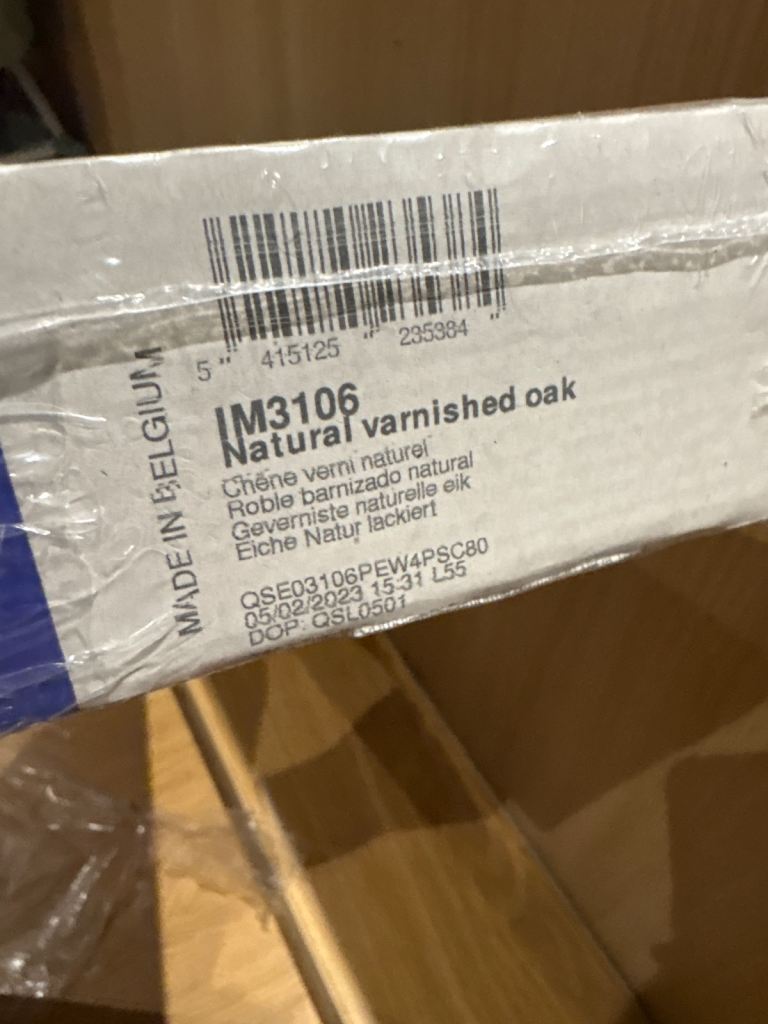 5 415125 235384
IM3106
Natural varnished oak
Chêne verni naturel
Roble barnizado natural
Geverniste naturelle eik
Eiche Natur lackiert
QSE03106PEW4PSC80
05/02/2023 15:31 L55
DOP: QSL0501
MADE IN BELGIUM